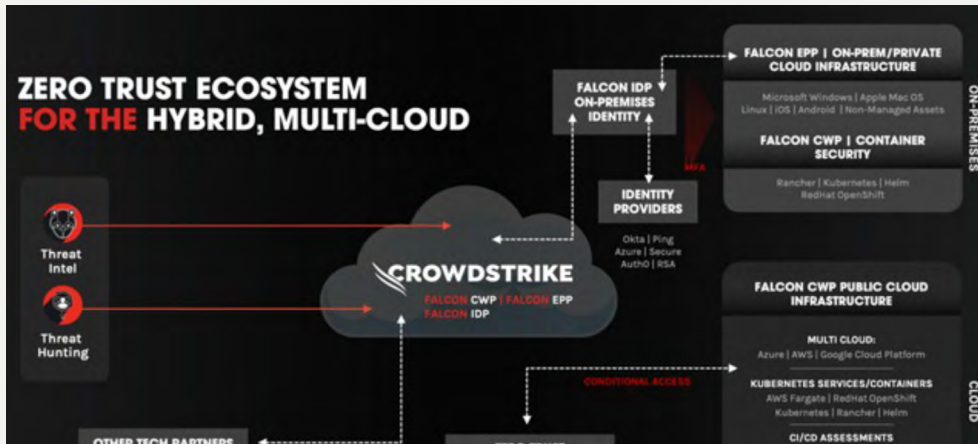 ZERO TRUST ECOSYSTEM
FOR THE HYBRID, MULTI-CLOUD
Threat
Intel
Threat
Hunting
CROWDSTRIKE
FALCON CWP | FALCON EPP
FALCON IDP
FALCON IDP
ON-PREMISES
IDENTITY
MFA
IDENTITY
PROVIDERS
Okta | Ping
Azure | Secure
Auth0 | RSA
FALCON EPP | ON-PREM/PRIVATE
CLOUD INFRASTRUCTURE
Microsoft Windows | Apple Mac OS
Linux | iOS | Android | Non-Managed Assets
FALCON CWP | CONTAINER
SECURITY
Rancher | Kubernetes | Helm
RedHat OpenShift
ON-PREMISES
FALCON CWP PUBLIC CLOUD
INFRASTRUCTURE
MULTI CLOUD:
Azure | AWS | Google Cloud Platform
KUBERNETES SERVICES/CONTAINERS
AWS Fargate | RedHat OpenShift
Kubernetes | Rancher | Helm
CI/CD ASSESSMENTS
CLOUD
CONDITIONAL ACCESS
OTHER TECH PARTNERS
ZERO TRUST